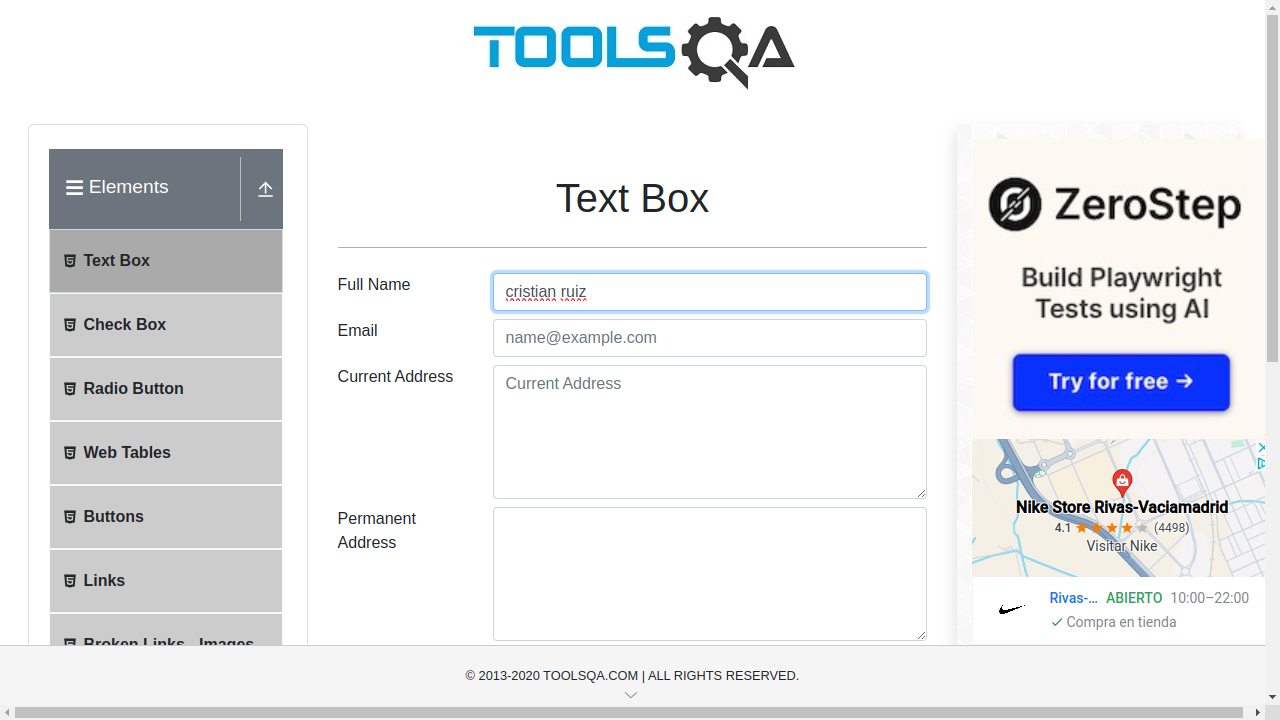 TOOLSQA
Elements
Text Box
Check Box
Radio Button
Web Tables
Buttons
Links
Broken Links - Images
Text Box
Full Name
cristian ruiz
Email
name@example.com
Current Address
Current Address
Permanent
Address
ZeroStep
Build Playwright
Tests using AI
Try for free →
Nike Store Rivas-Vaciamadrid
4.1 ★★★★★ (4498)
Visitar Nike
Rivas-... ABIERTO 10:00–22:00
✓ Compra en tienda
© 2013-2020 TOOLSQA.COM | ALL RIGHTS RESERVED.